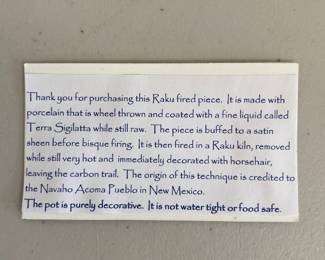 Thank you for purchasing this Raku fired piece. It is made with
porcelain that is wheel thrown and coated with a fine liquid called
Terra Sigilatta while still raw. The piece is buffed to a satin
sheen before bisque firing. It is then fired in a Raku kiln, removed
while still very hot and immediately decorated with horsehair,
leaving the carbon trail. The origin of this technique is credited to
the Navaho Acoma Pueblo in New Mexico.
The pot is purely decorative. It is not water tight or food safe.